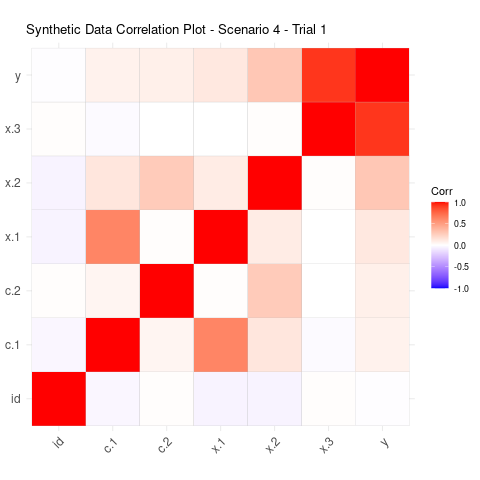 Synthetic Data Correlation Plot - Scenario 4 - Trial 1
y
x.3
x.2
x.1
c.2
c.1
id
id
c.1
c.2
x.1
x.2
x.3
y
Corr
1.0
0.5
0.0
-0.5
-1.0